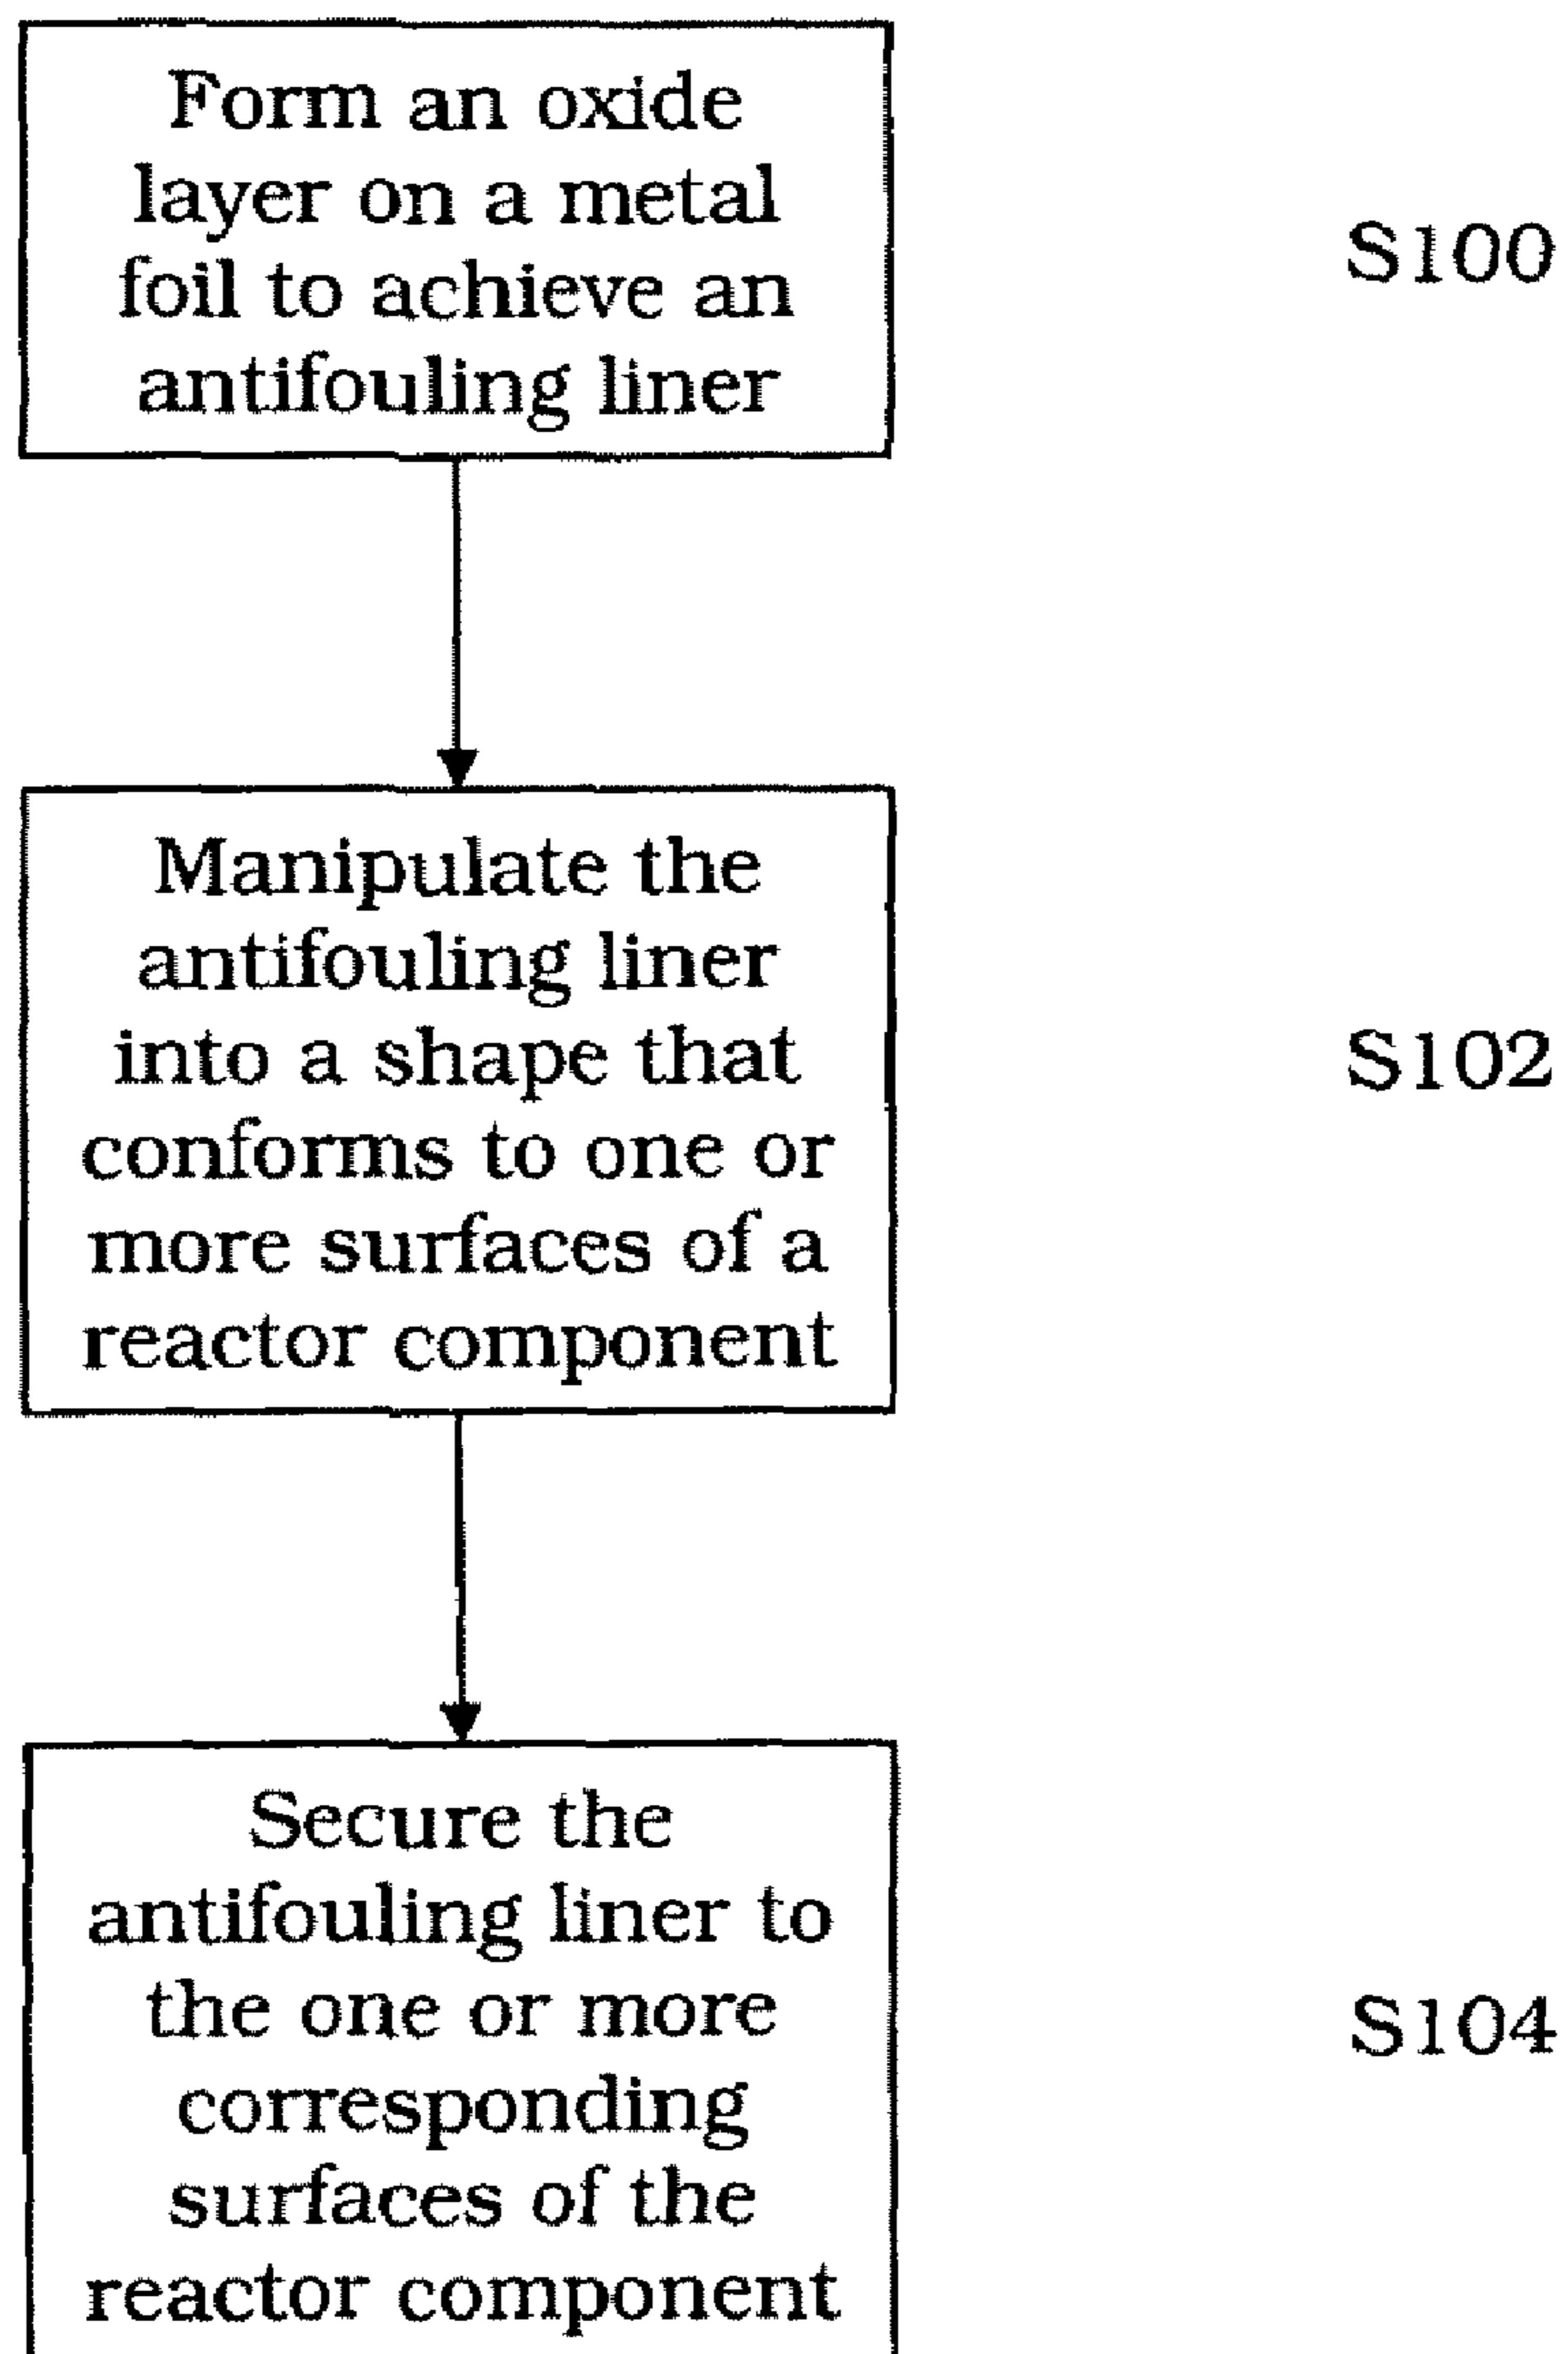 Form an oxide
layer on a metal
foil to achieve an
antifouling liner
S100
Manipulate the
antifouling liner
into a shape that
conforms to one or
more surfaces of a
reactor component
S102
Secure the
antifouling liner to
the one or more
corresponding
surfaces of the
reactor component
S104